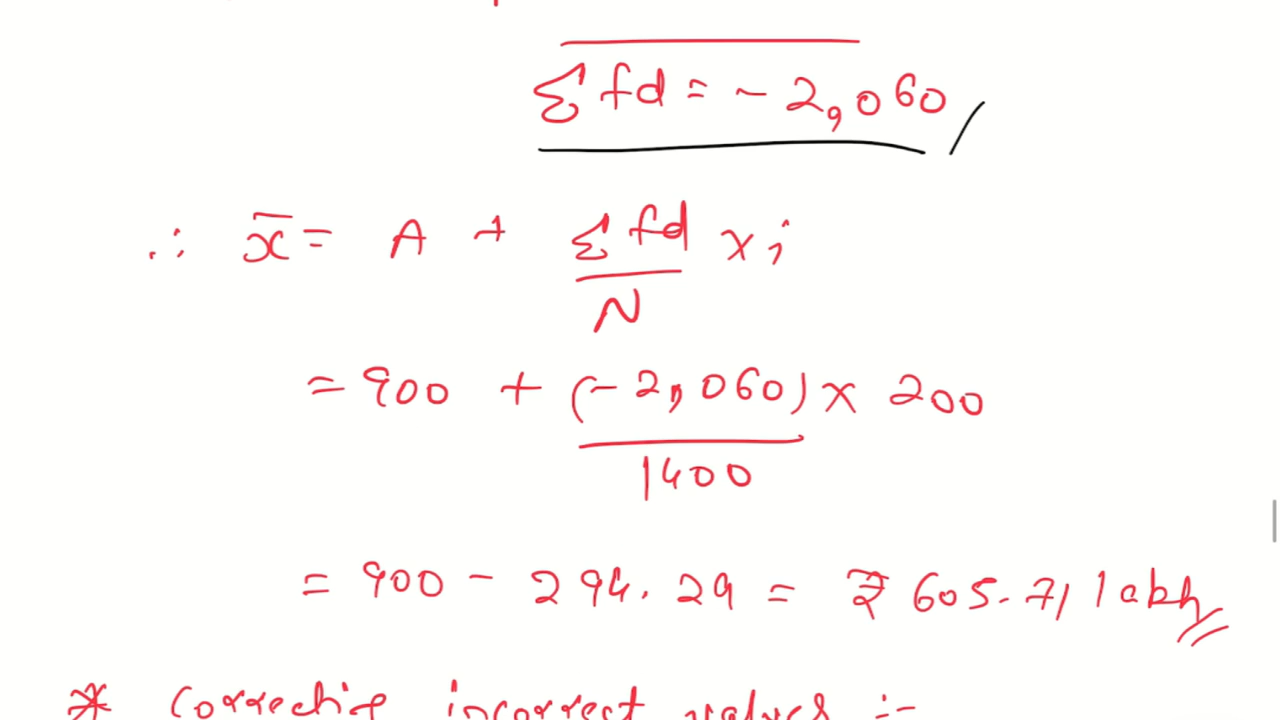 Σfd = - 2,060/
∴ x̄ = A + Σfd/N × i
= 900 + (-2,060)/1400 × 200
= 900 - 294.29 = ₹ 605.71 lakh
* Correcting incorrect values :-